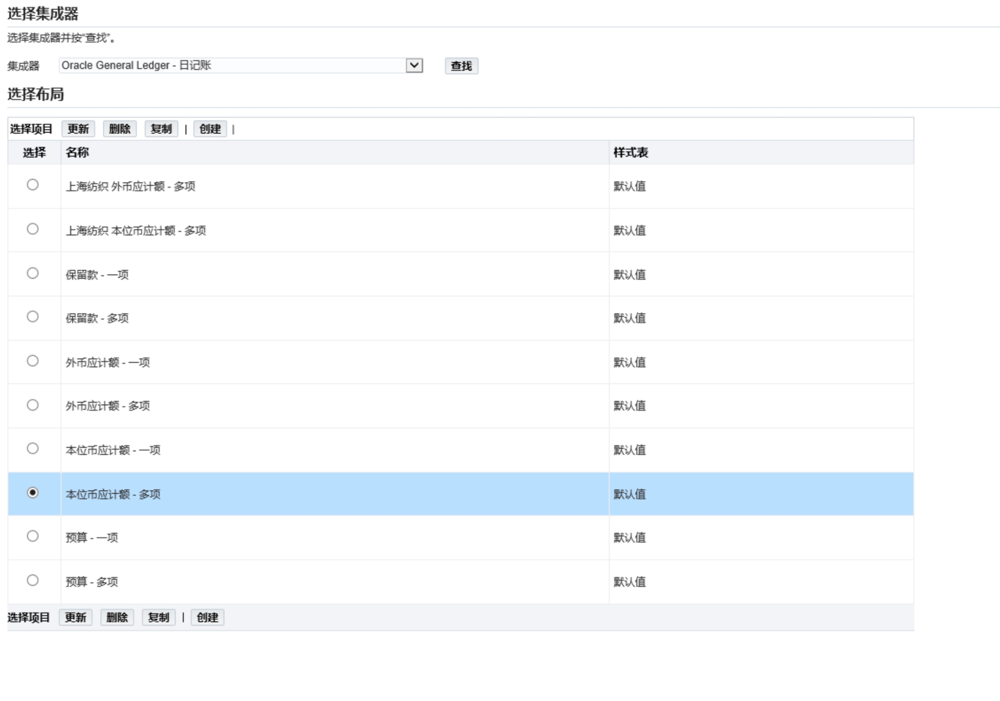 选择集成器
选择集成器并按“查找”。
集成器 Oracle General Ledger - 日记账 查找
选择布局
选择项目 更新 删除 复制 | 创建 |
选择 名称 样式表
上海纺织 外币应计额 - 多项 默认值
上海纺织 本位币应计额 - 多项 默认值
保留款 - 一项 默认值
保留款 - 多项 默认值
外币应计额 - 一项 默认值
外币应计额 - 多项 默认值
本位币应计额 - 一项 默认值
本位币应计额 - 多项 默认值
预算 - 一项 默认值
预算 - 多项 默认值
选择项目 更新 删除 复制 | 创建